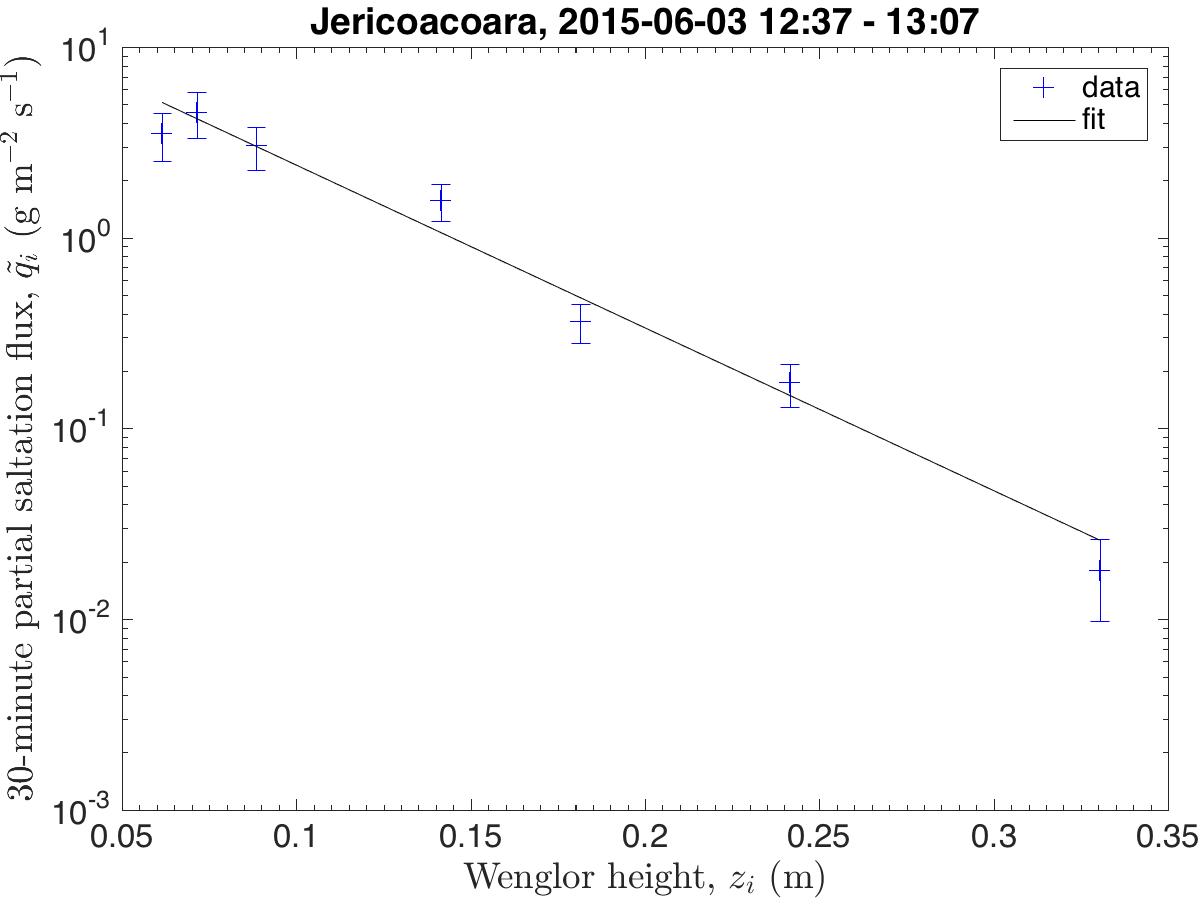 Jericoacoara, 2015-06-03 12:37 - 13:07
10^1
10^0
10^-1
10^-2
10^-3
30-minute partial saltation flux, q̃_i (g m^−2 s^−1)
data
fit
0.05 0.1 0.15 0.2 0.25 0.3 0.35
Wenglor height, z_i (m)